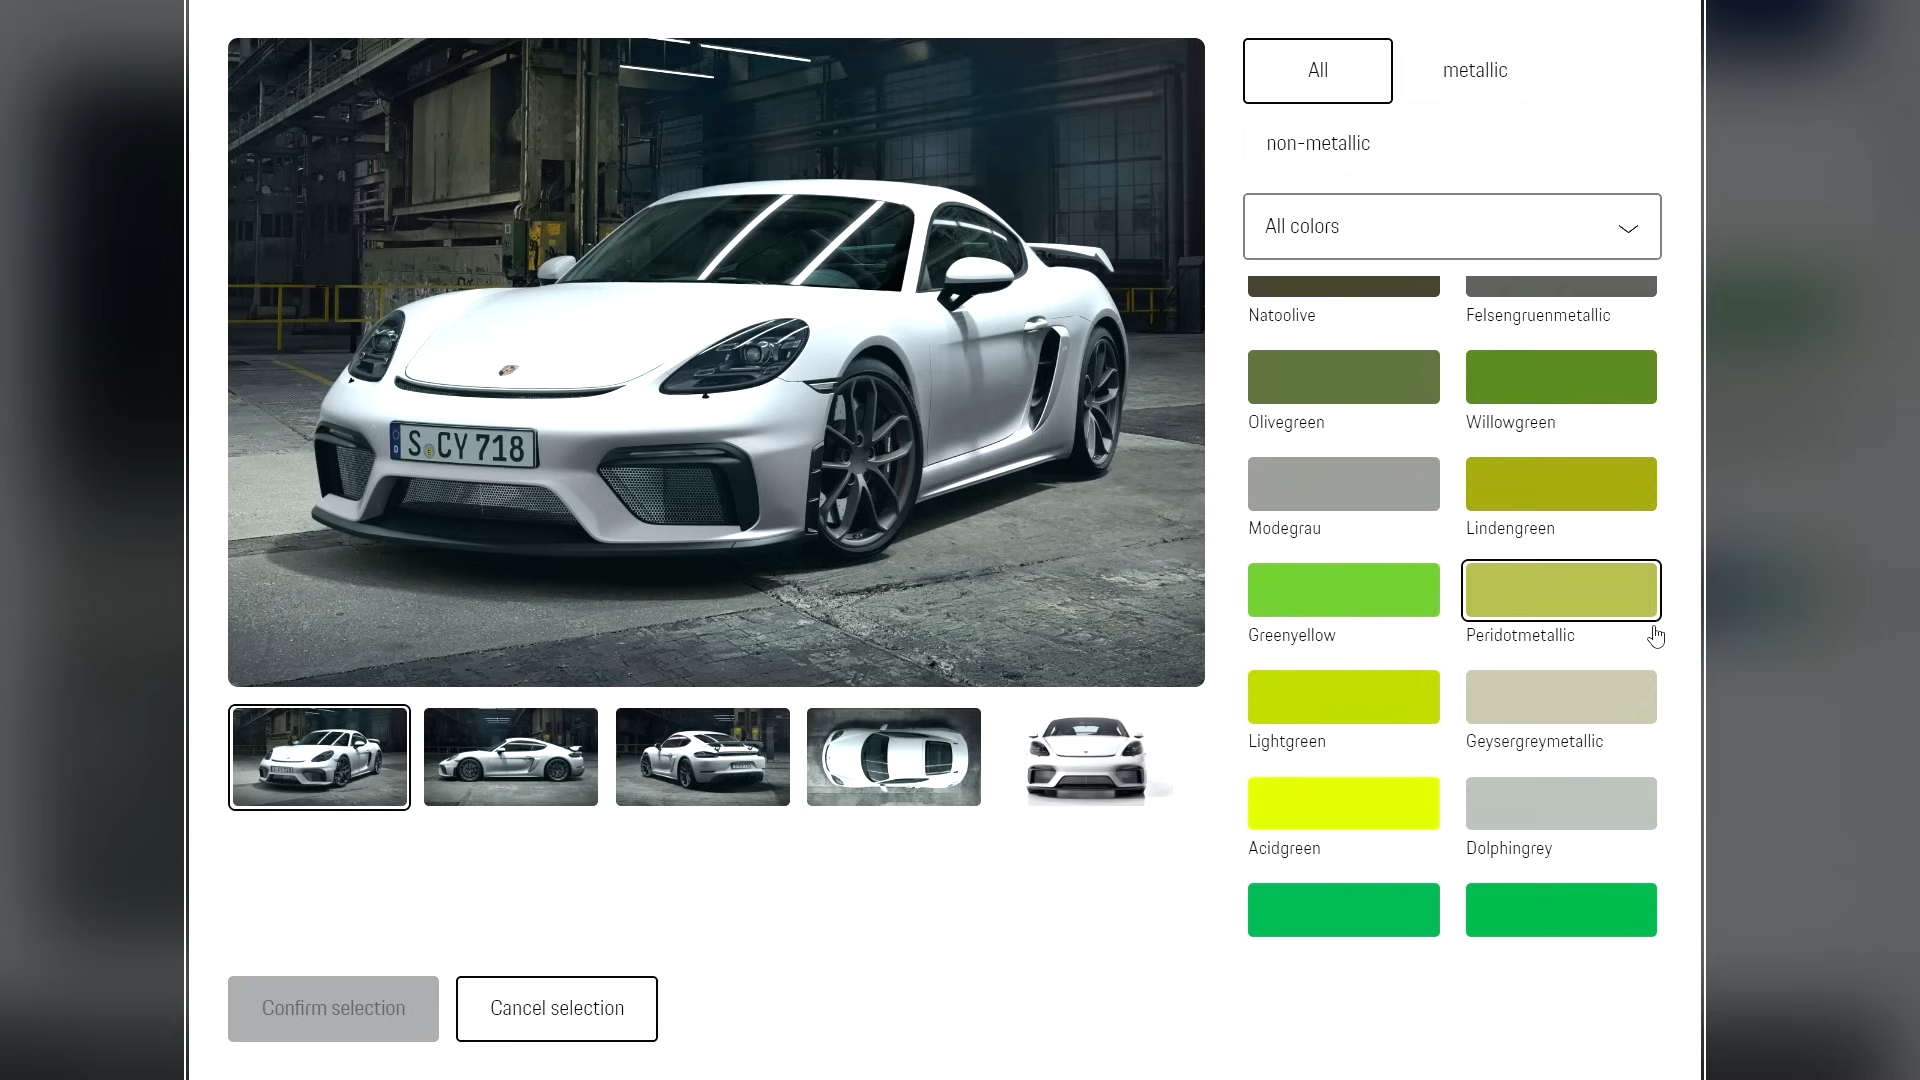 All
metallic
non-metallic
All colors
Natoolive
Felsengruenmetallic
Olivegreen
Willowgreen
Modegrau
Lindengreen
Greenyellow
Peridotmetallic
Lightgreen
Geysergreymetallic
Acidgreen
Dolphingrey
S CY 718
Confirm selection
Cancel selection